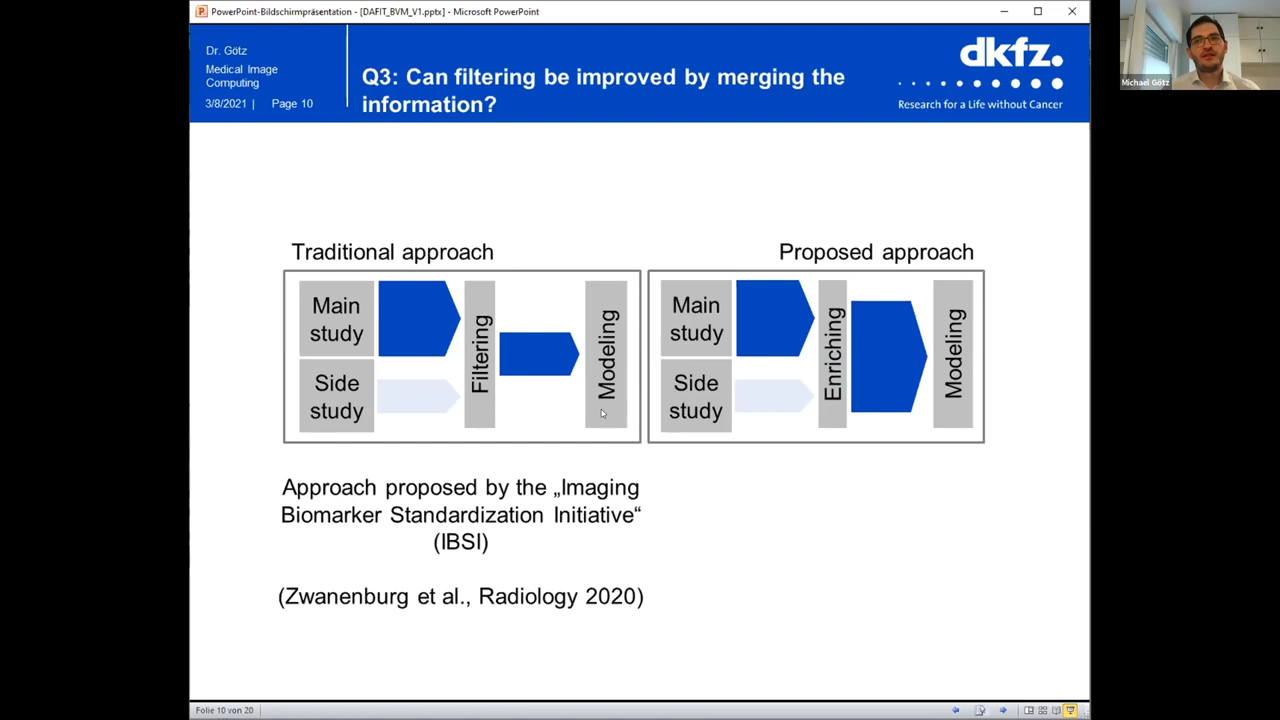 PowerPoint-Bildschirmpräsentation - [DAFIT_BVM_V1.pptx] - Microsoft PowerPoint
Dr. Götz
Medical Image
Computing
3/8/2021 | Page 10
Q3: Can filtering be improved by merging the
information?
dkfz.
Research for a Life without Cancer
Michael Götz
Traditional approach
Main
study
Side
study
Filtering
Modeling
Proposed approach
Main
study
Side
study
Enriching
Modeling
Approach proposed by the „Imaging
Biomarker Standardization Initiative“
(IBSI)
(Zwanenburg et al., Radiology 2020)
Folie 10 von 20